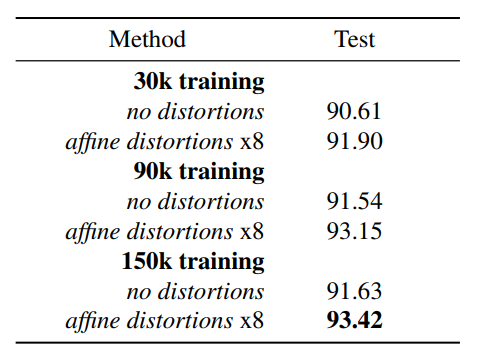 Method Test
30k training
no distortions 90.61
affine distortions x8 91.90
90k training
no distortions 91.54
affine distortions x8 93.15
150k training
no distortions 91.63
affine distortions x8 93.42